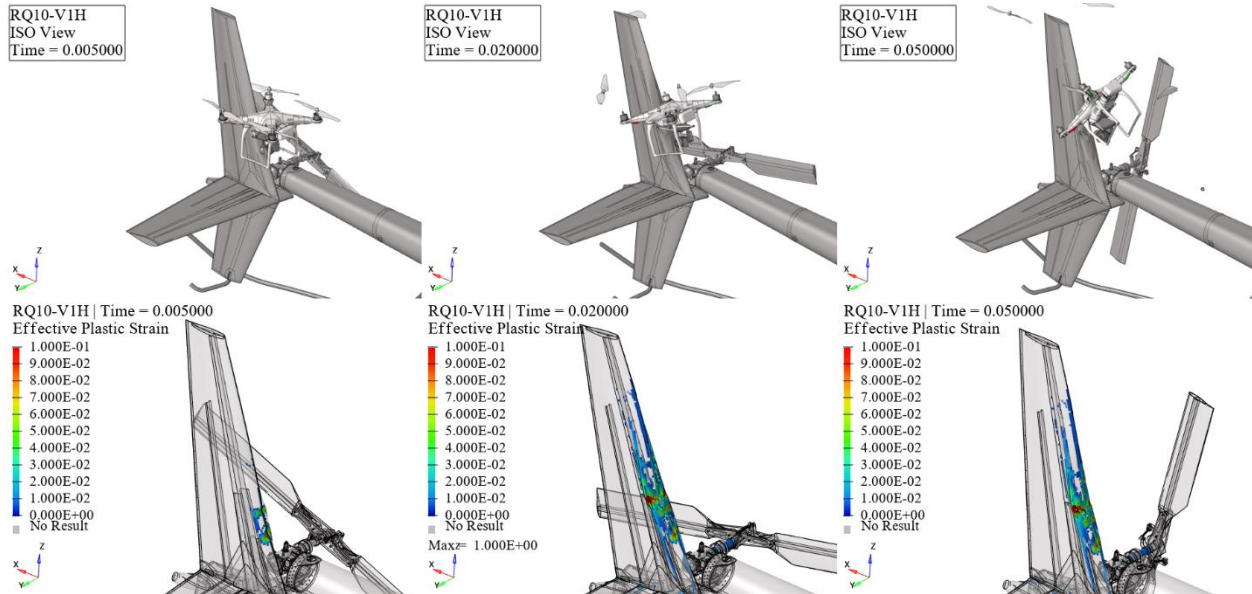 RQ10-V1H
ISO View
Time = 0.005000
Z
X
Y
RQ10-V1H
ISO View
Time = 0.020000
Z
X
Y
RQ10-V1H
ISO View
Time = 0.050000
Z
X
Y
RQ10-V1H | Time = 0.005000
Effective Plastic Strain
1.000E-01
9.000E-02
8.000E-02
7.000E-02
6.000E-02
5.000E-02
4.000E-02
3.000E-02
2.000E-02
1.000E-02
0.000E+00
No Result
Z
X
Y
RQ10-V1H | Time = 0.020000
Effective Plastic Strain
1.000E-01
9.000E-02
8.000E-02
7.000E-02
6.000E-02
5.000E-02
4.000E-02
3.000E-02
2.000E-02
1.000E-02
0.000E+00
No Result
Max = 1.000E+00
Z
X
Y
RQ10-V1H | Time = 0.050000
Effective Plastic Strain
1.000E-01
9.000E-02
8.000E-02
7.000E-02
6.000E-02
5.000E-02
4.000E-02
3.000E-02
2.000E-02
1.000E-02
0.000E+00
No Result
Z
X
Y